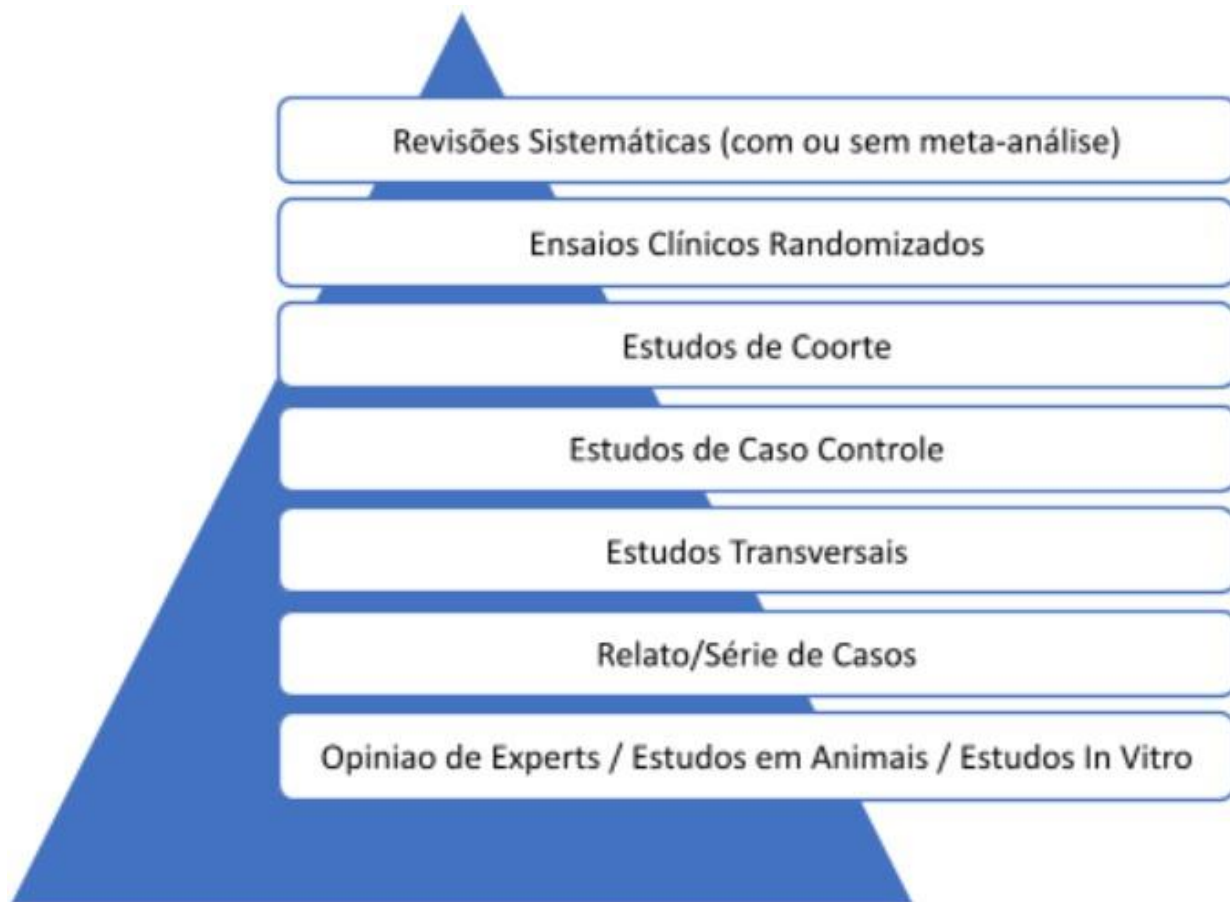 Revisões Sistemáticas (com ou sem meta-análise)
Ensaios Clínicos Randomizados
Estudos de Coorte
Estudos de Caso Controle
Estudos Transversais
Relato/Série de Casos
Opiniao de Experts / Estudos em Animais / Estudos In Vitro